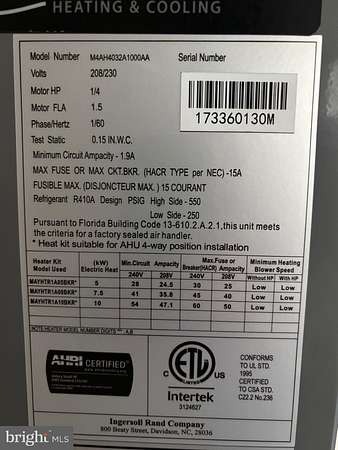 HEATING & COOLING
Model Number M4AH4032A1000AA Serial Number
Volts 208/230
Motor HP 1/4
Motor FLA 1.5
Phase/Hertz 1/60
Test Static 0.15 IN.W.C.
173360130M
Minimum Circuit Ampacity - 1.9A
MAX FUSE OR MAX CKT.BKR. (HACR TYPE per NEC) -15A
FUSIBLE MAX. (DISJONCTEUR MAX. ) 15 COURANT
Refrigerant R410A Design PSIG High Side - 550
Low Side - 250
Pursuant to Florida Building Code 13-610.2.A.2.1, this unit meets
the criteria for a factory sealed air handler.
* Heat kit suitable for AHU 4-way position installation
Heater Kit Model Used (kW) Electric Heat Min.Circuit Ampacity Max.Fuse or Breaker(HACR) Ampacity Minimum Heating Blower Speed
240V 208V 240V 208V Without HP With HP
MAYHTR1A05BKR* 5 28 24.5 30 25 Low Low
MAYHTR1A08BKR* 7.5 41 35.8 45 40 Low Low
MAYHTR1A10BKR* 10 54 47.1 60 50 Low Low
NOTE:HEATER MODEL NUMBER DIGITS "*": A,B
AHRI CERTIFIED
ETL
Intertek
3124627
CONFORMS
TO UL STD.
1995
CERTIFIED
TO CSA STD.
C22.2 No.236
Ingersoll Rand Company
800 Beaty Street, Davidson, NC, 28036
bright MLS